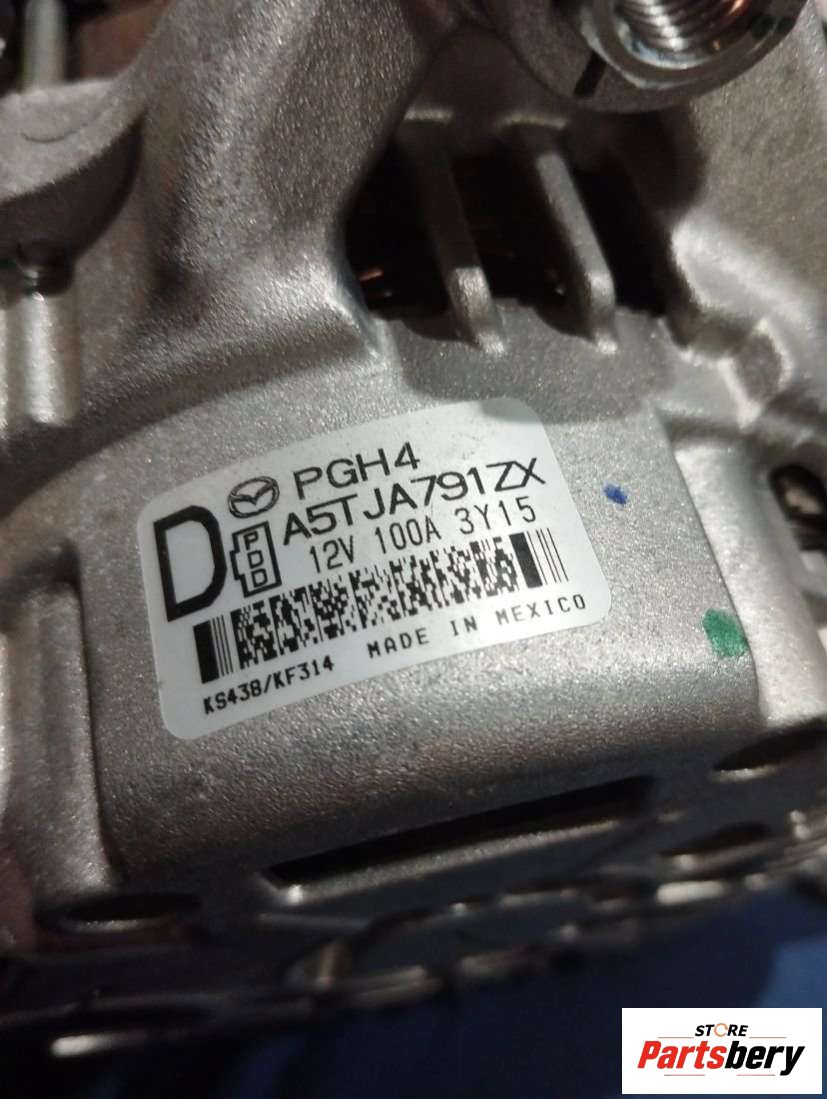 PGH4
D
PDD
A5TJA791ZX
12V 100A 3Y15
KS438/KF314 MADE IN MEXICO
STORE
Partsbery